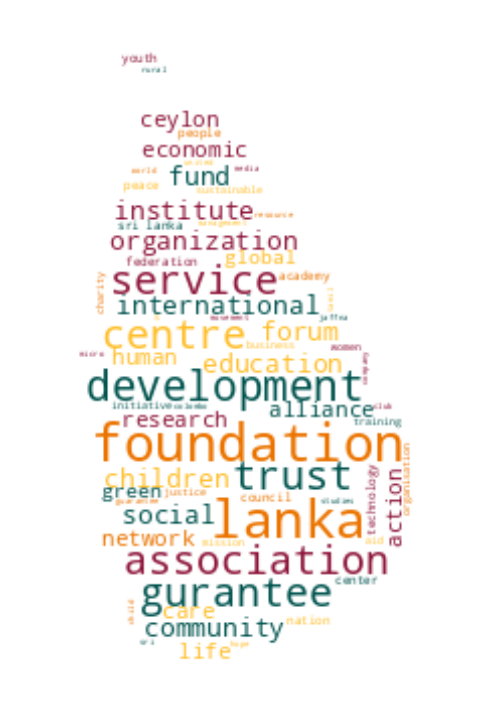 youth
rural
ceylon
people
economic
united
world
fund
media
peace
sustainable
institute
resource
sri lanka
management
organization
federation
global
charity
service
academy
international
movement
jaffna
centre
forum
business
micro
human
women
education
company
development
initiative
colombo
alliance
club
research
training
foundation
children
trust
organisation
green
justice
guarantee
council
studies
technology
action
social
lanka
network
mission
aid
association
center
gurantee
child
care
nation
community
sri
life
hope